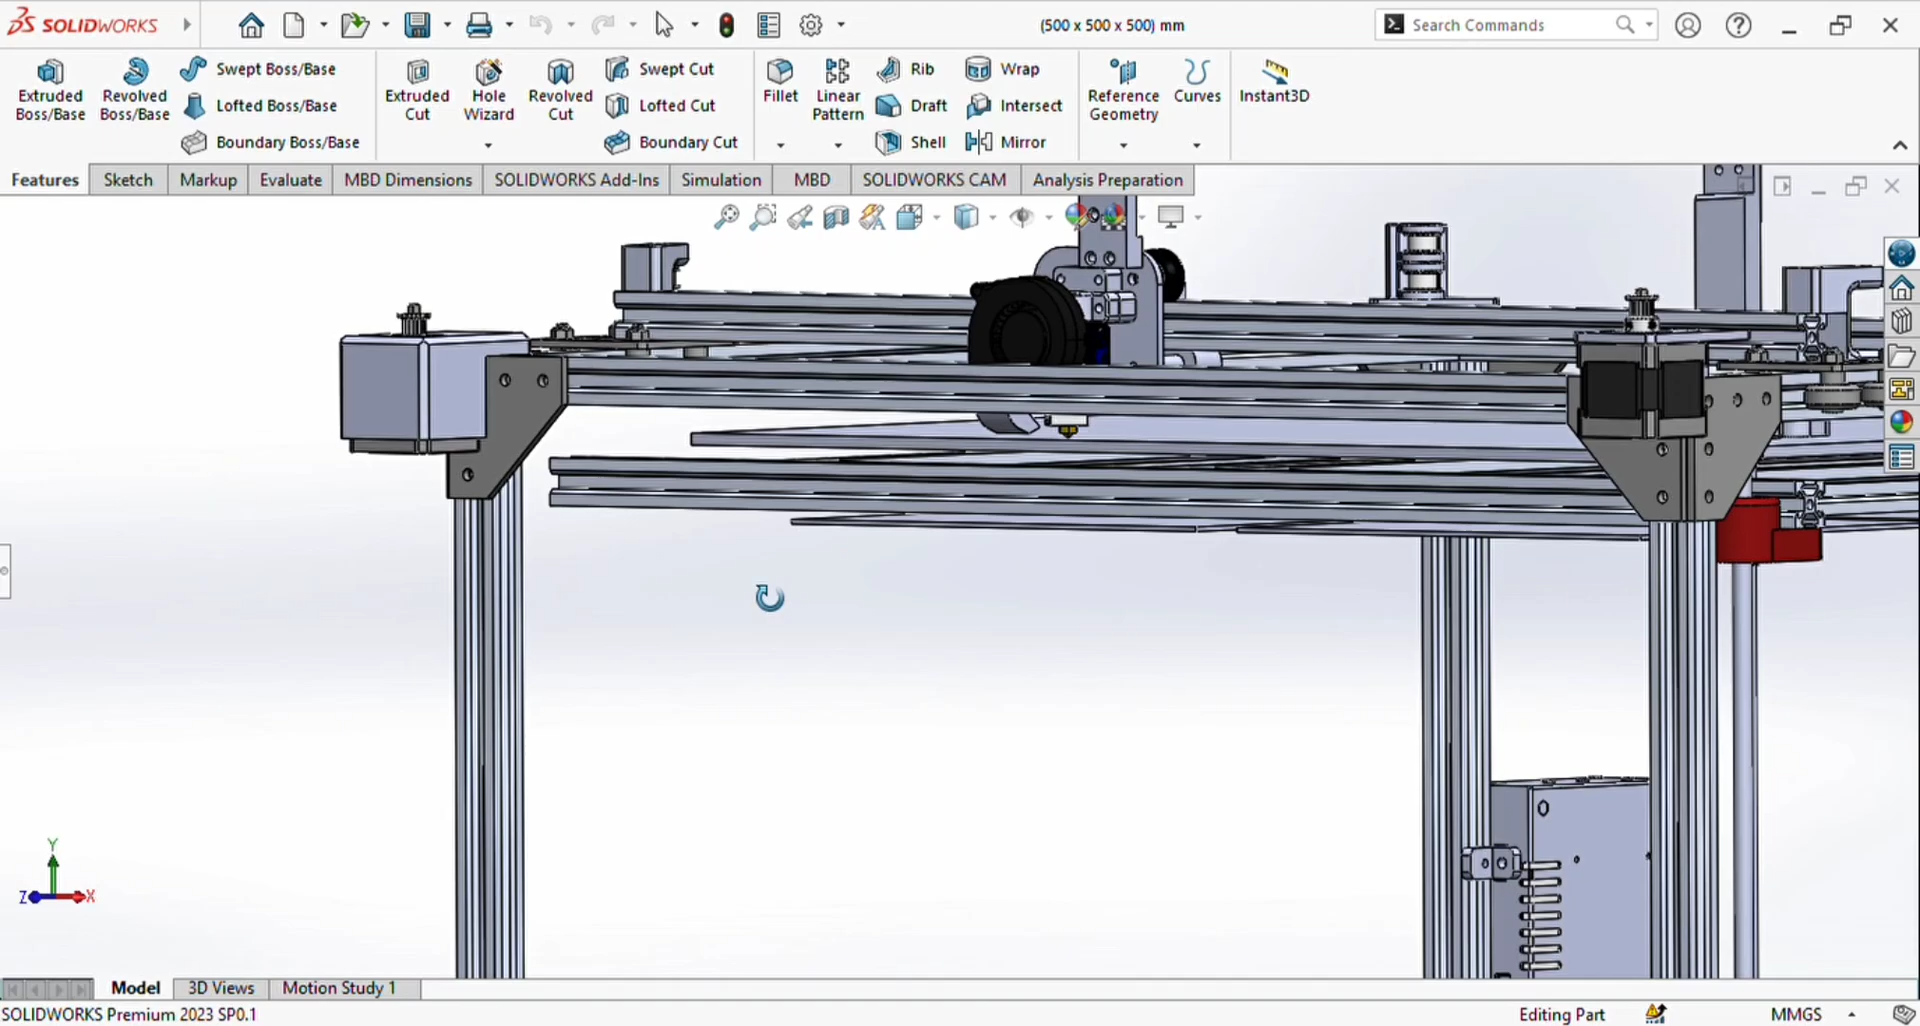 SOLIDWORKS
(500 x 500 x 500) mm
Search Commands
Extruded Boss/Base
Revolved Boss/Base
Swept Boss/Base
Lofted Boss/Base
Boundary Boss/Base
Extruded Cut
Hole Wizard
Revolved Cut
Swept Cut
Lofted Cut
Boundary Cut
Fillet
Linear Pattern
Rib
Draft
Shell
Wrap
Intersect
Mirror
Reference Geometry
Curves
Instant3D
Features
Sketch
Markup
Evaluate
MBD Dimensions
SOLIDWORKS Add-Ins
Simulation
MBD
SOLIDWORKS CAM
Analysis Preparation
Y
Z
X
Model
3D Views
Motion Study 1
SOLIDWORKS Premium 2023 SP0.1
Editing Part
MMGS